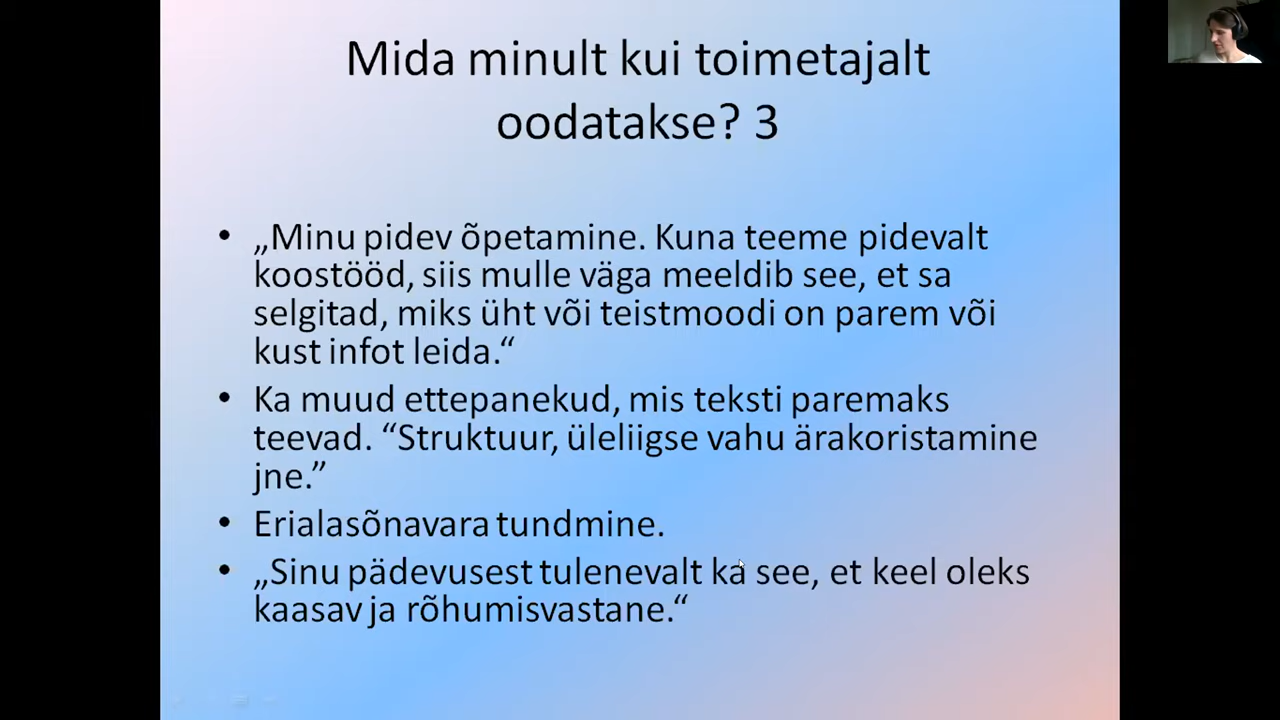 Mida minult kui toimetajalt
oodatakse? 3
• „Minu pidev õpetamine. Kuna teeme pidevalt
koostööd, siis mulle väga meeldib see, et sa
selgitad, miks üht või teistmoodi on parem või
kust infot leida.“
• Ka muud ettepanekud, mis teksti paremaks
teevad. “Struktuur, üleliigse vahu ärakoristamine
jne.”
• Erialasõnavara tundmine.
• „Sinu pädevusest tulenevalt ka see, et keel oleks
kaasav ja rõhumisvastane.“